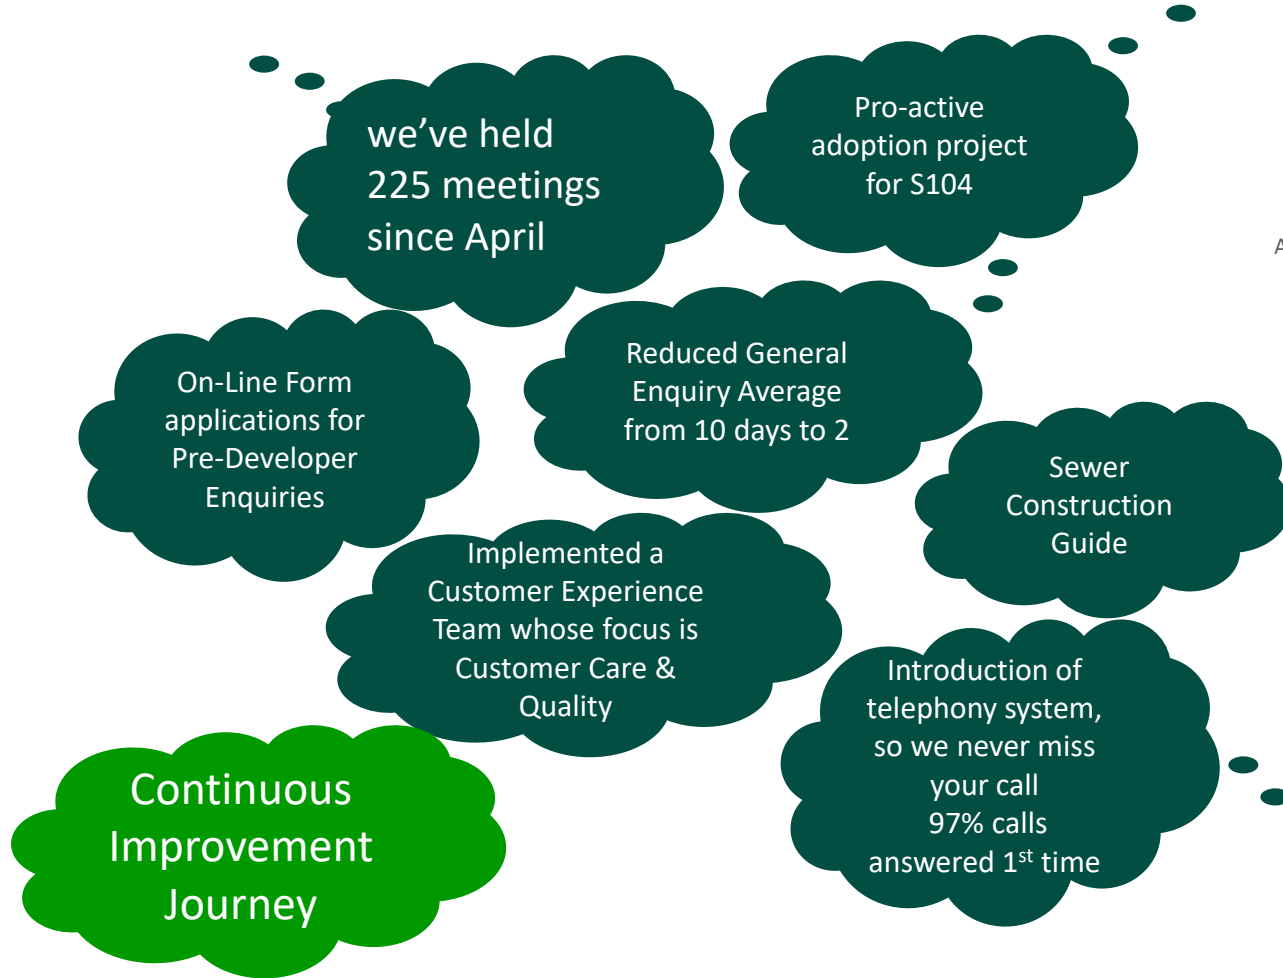 we’ve held
225 meetings
since April
Pro-active
adoption project
for S104
A
On-Line Form
applications for
Pre-Developer
Enquiries
Reduced General
Enquiry Average
from 10 days to 2
Sewer
Construction
Guide
Implemented a
Customer Experience
Team whose focus is
Customer Care &
Quality
Introduction of
telephony system,
so we never miss
your call
97% calls
answered 1st time
Continuous
Improvement
Journey